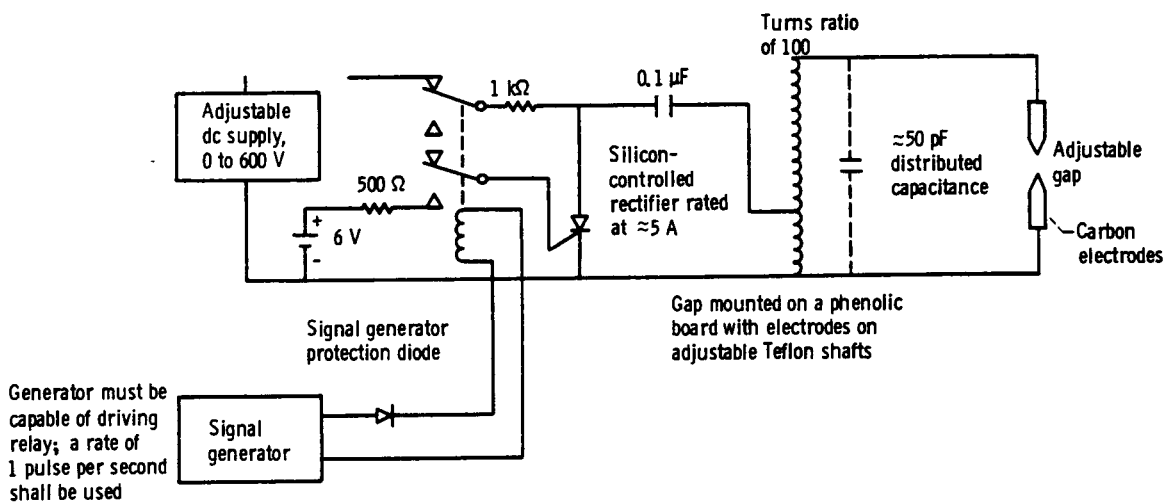 Turns ratio
of 100
1 kΩ
0.1 µF
Adjustable
dc supply,
0 to 600 V
500 Ω
+
6 V
-
Silicon-
controlled
rectifier rated
at ≈5 A
≈50 pF
distributed
capacitance
Adjustable
gap
Carbon
electrodes
Signal generator
protection diode
Gap mounted on a phenolic
board with electrodes on
adjustable Teflon shafts
Generator must be
capable of driving
relay; a rate of
1 pulse per second
shall be used
Signal
generator